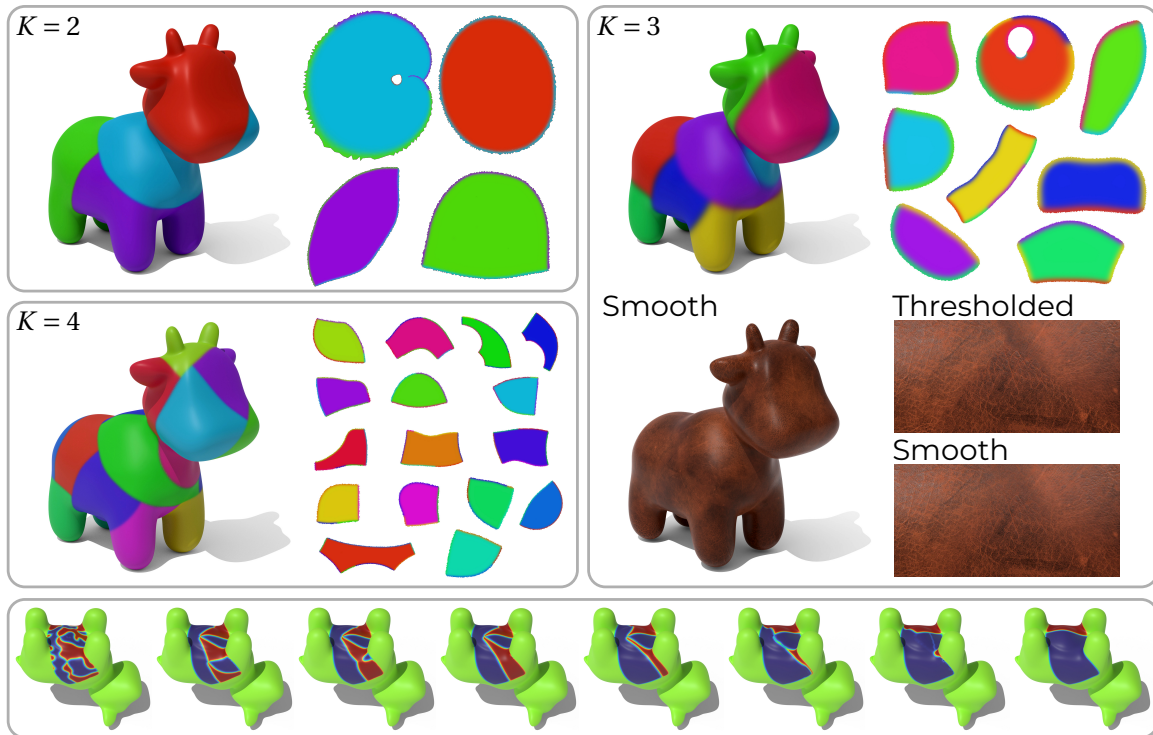 K = 2
K = 3
K = 4
Smooth
Thresholded
Smooth